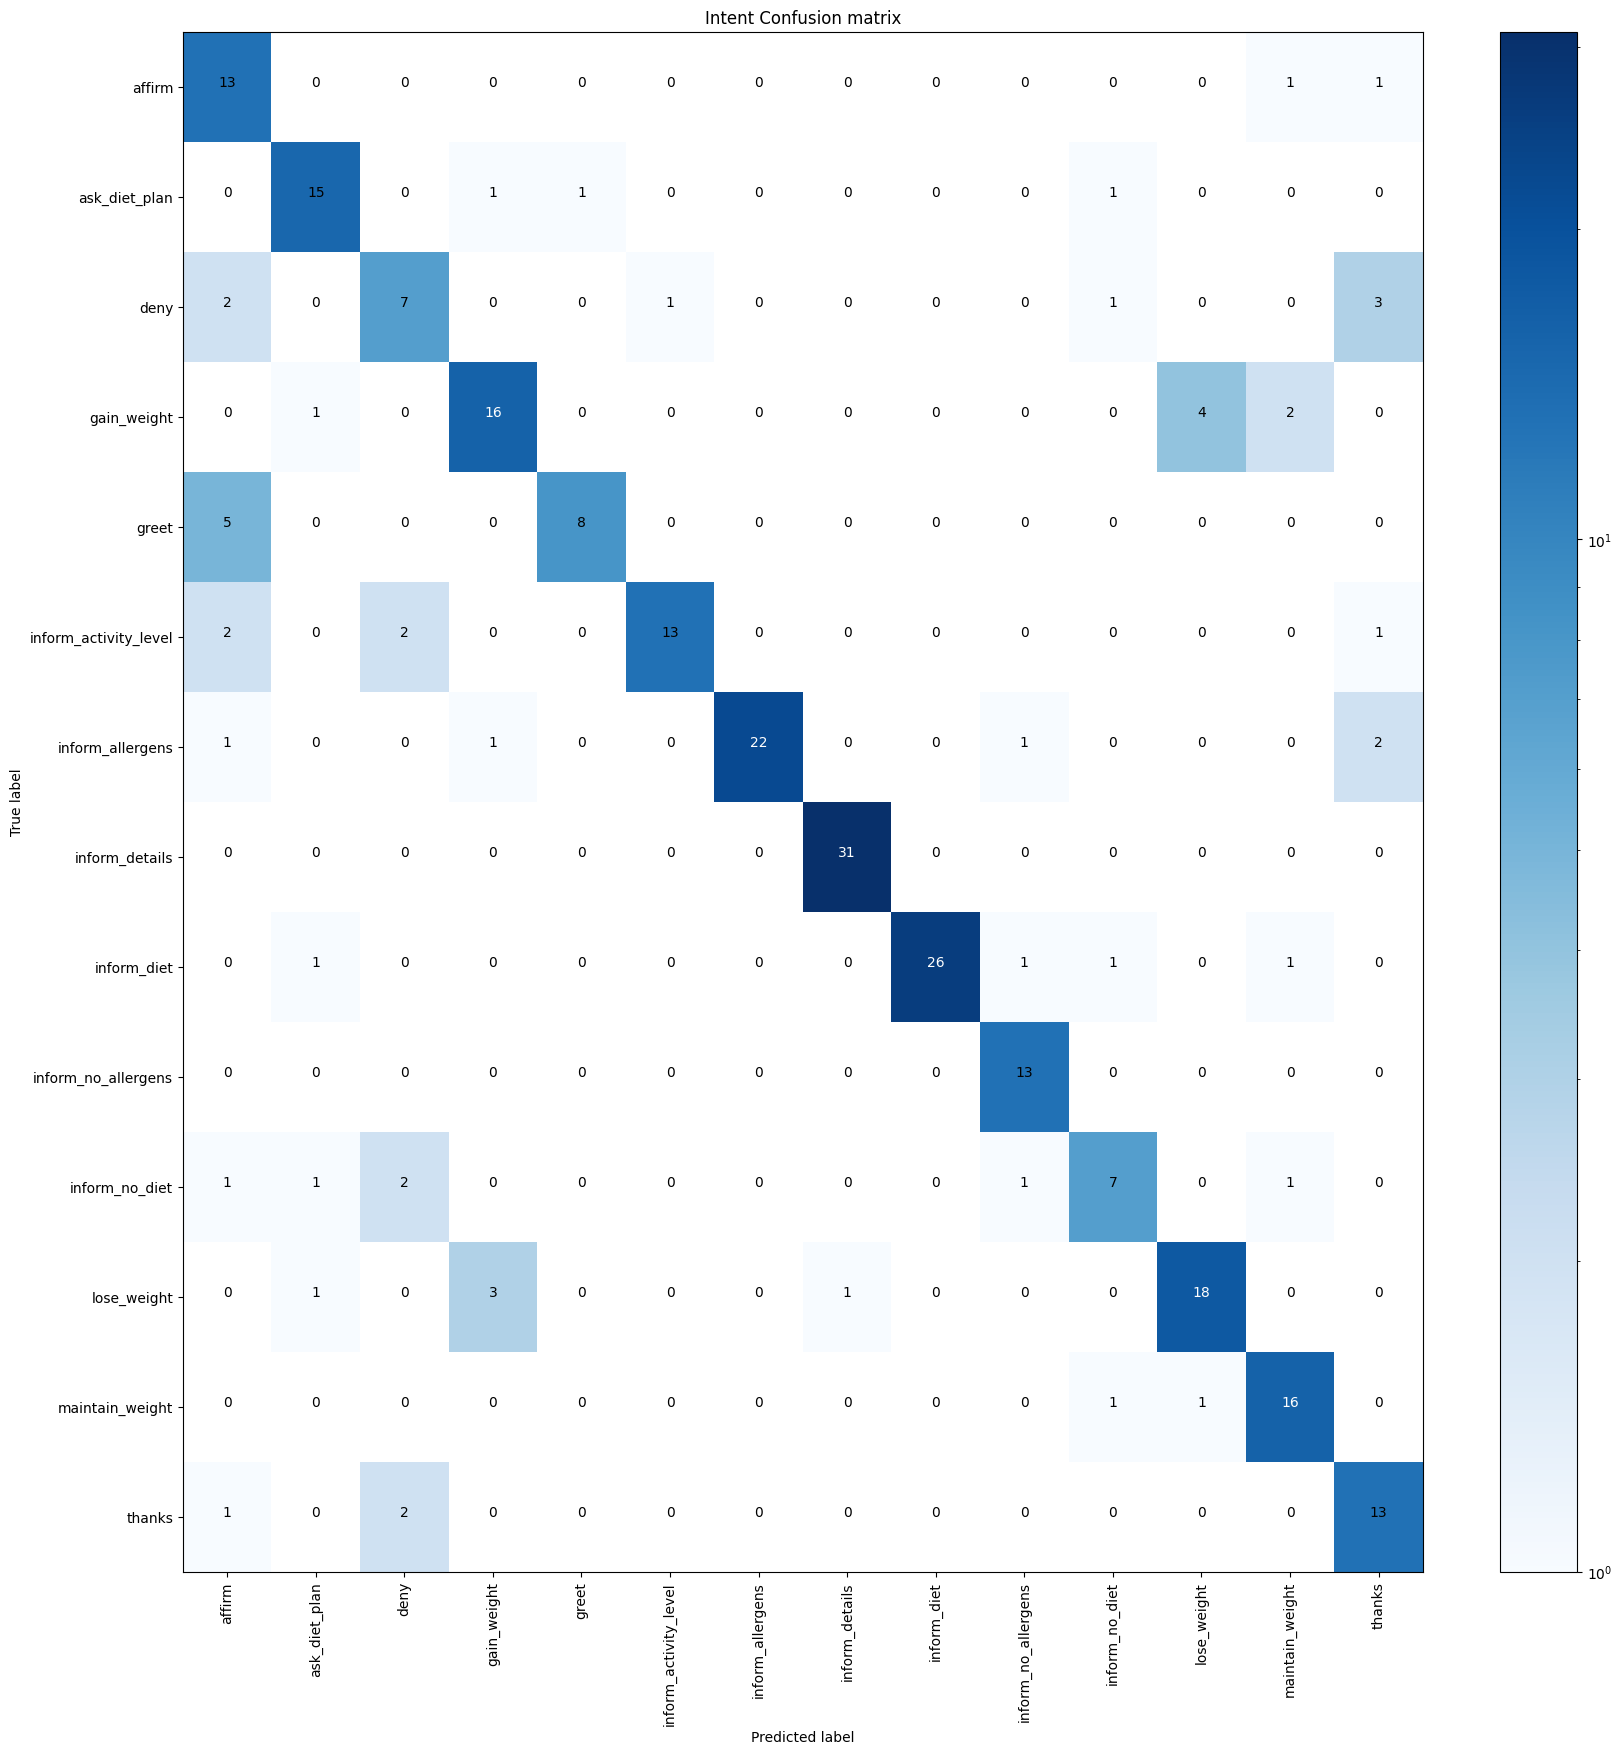 Intent Confusion matrix
affirm 13 0 0 0 0 0 0 0 0 0 0 0 1 1
ask_diet_plan 0 15 0 1 1 0 0 0 0 0 1 0 0 0
deny 2 0 7 0 0 1 0 0 0 0 1 0 0 3
gain_weight 0 1 0 16 0 0 0 0 0 0 0 4 2 0
greet 5 0 0 0 8 0 0 0 0 0 0 0 0 0
10¹
inform_activity_level 2 0 2 0 0 13 0 0 0 0 0 0 0 1
inform_allergens 1 0 0 1 0 0 22 0 0 1 0 0 0 2
True label
inform_details 0 0 0 0 0 0 0 31 0 0 0 0 0 0
inform_diet 0 1 0 0 0 0 0 0 26 1 1 0 1 0
inform_no_allergens 0 0 0 0 0 0 0 0 0 13 0 0 0 0
inform_no_diet 1 1 2 0 0 0 0 0 0 1 7 0 1 0
lose_weight 0 1 0 3 0 0 0 1 0 0 0 18 0 0
maintain_weight 0 0 0 0 0 0 0 0 0 0 1 1 16 0
thanks 1 0 2 0 0 0 0 0 0 0 0 0 0 13
10⁰
affirm
ask_diet_plan
deny
gain_weight
greet
inform_activity_level
inform_allergens
inform_details
inform_diet
inform_no_allergens
inform_no_diet
lose_weight
maintain_weight
thanks
Predicted label